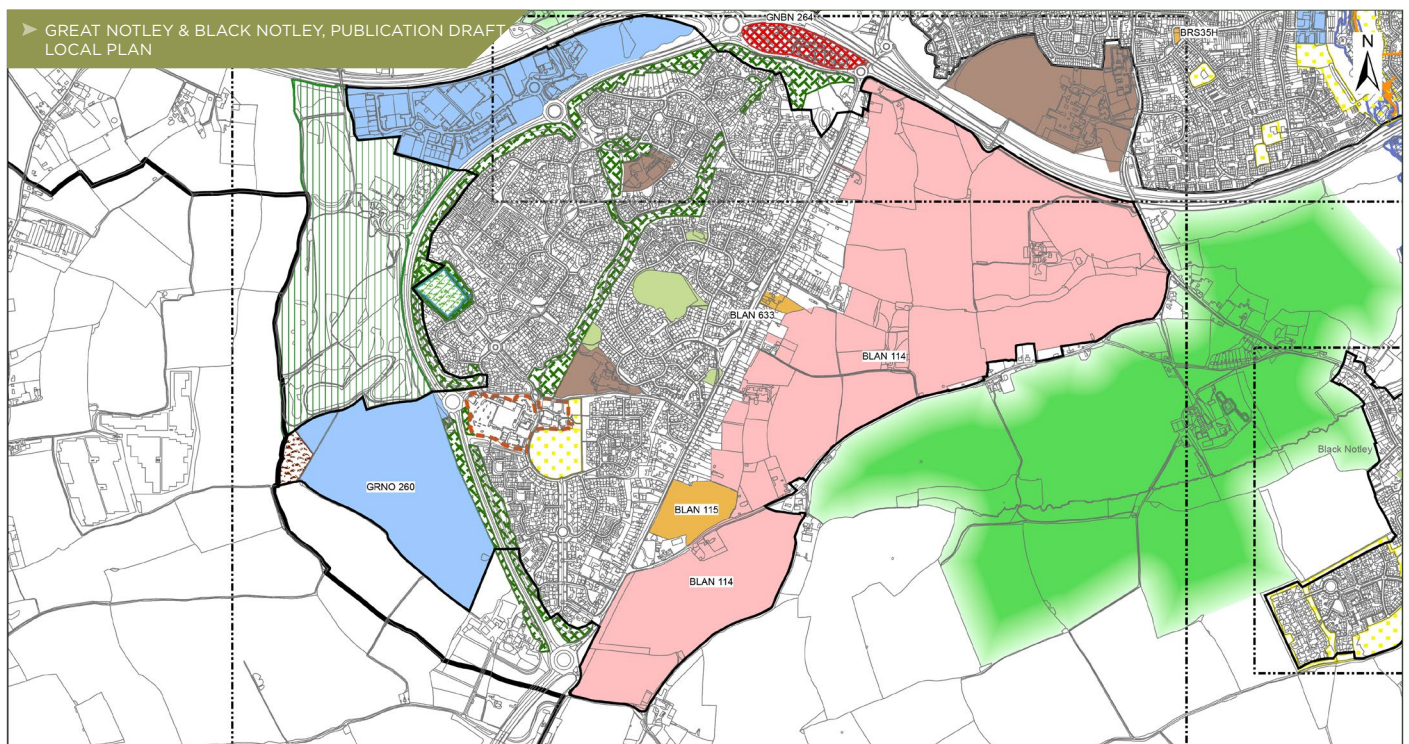 GREAT NOTLEY & BLACK NOTLEY, PUBLICATION DRAFT
LOCAL PLAN
GNBN 264
BRS35H
N
BLAN 633
BLAN 114
Black Notley
GRNO 260
BLAN 115
BLAN 114